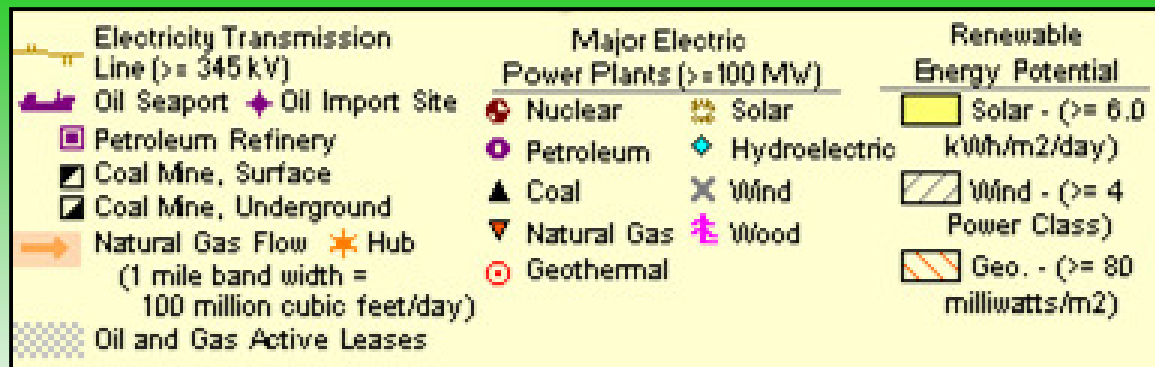 Electricity Transmission
Line (>= 345 kV)
Oil Seaport Oil Import Site
Petroleum Refinery
Coal Mine, Surface
Coal Mine, Underground
Natural Gas Flow Hub
(1 mile band width =
100 million cubic feet/day)
Oil and Gas Active Leases
Major Electric
Power Plants (>=100 MW)
Nuclear Solar
Petroleum Hydroelectric
Coal Wind
Natural Gas Wood
Geothermal
Renewable
Energy Potential
Solar - (>= 6.0
kWh/m2/day)
Wind - (>= 4
Power Class)
Geo. - (>= 80
milliwatts/m2)